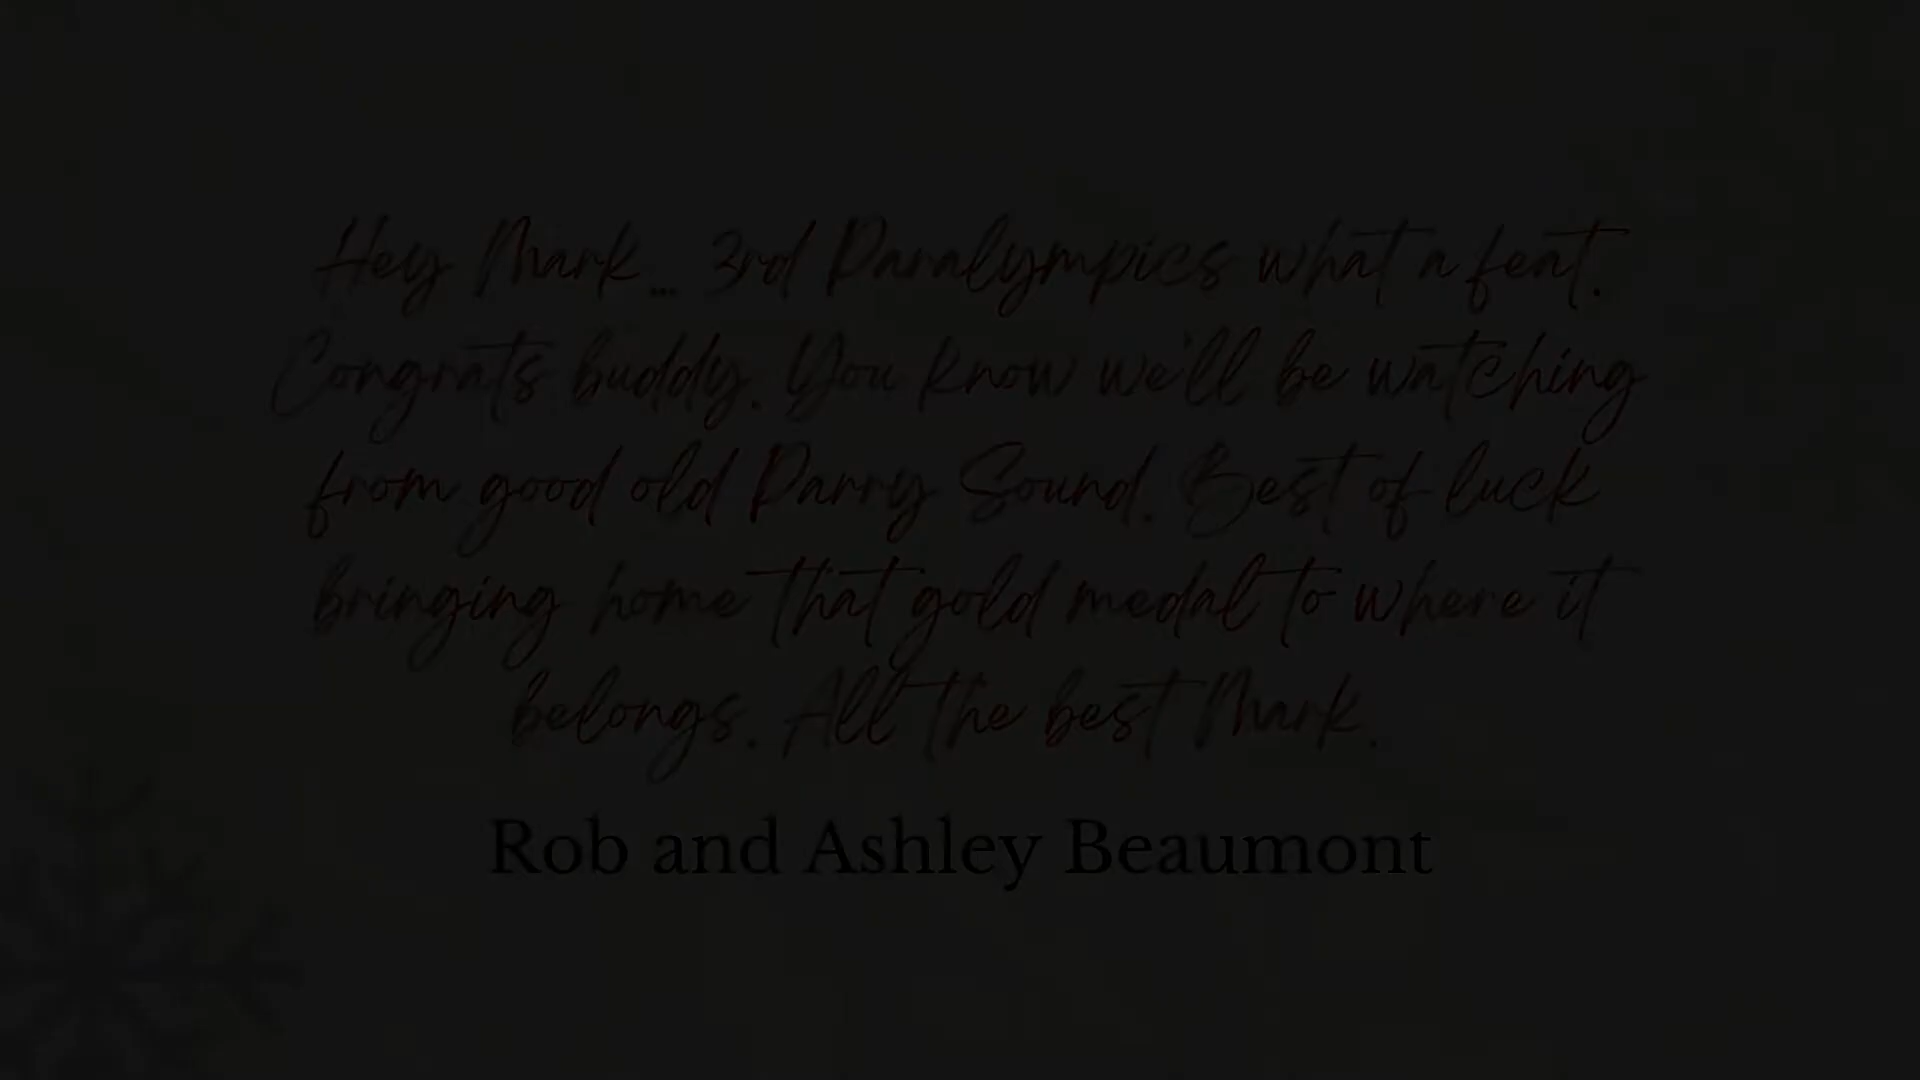 Hey Mark... 3rd Paralympics what a feat.
Congrats buddy. You know we'll be watching
from good old Parry Sound. Best of luck
bringing home that gold medal to where it
belongs. All the best Mark.
Rob and Ashley Beaumont